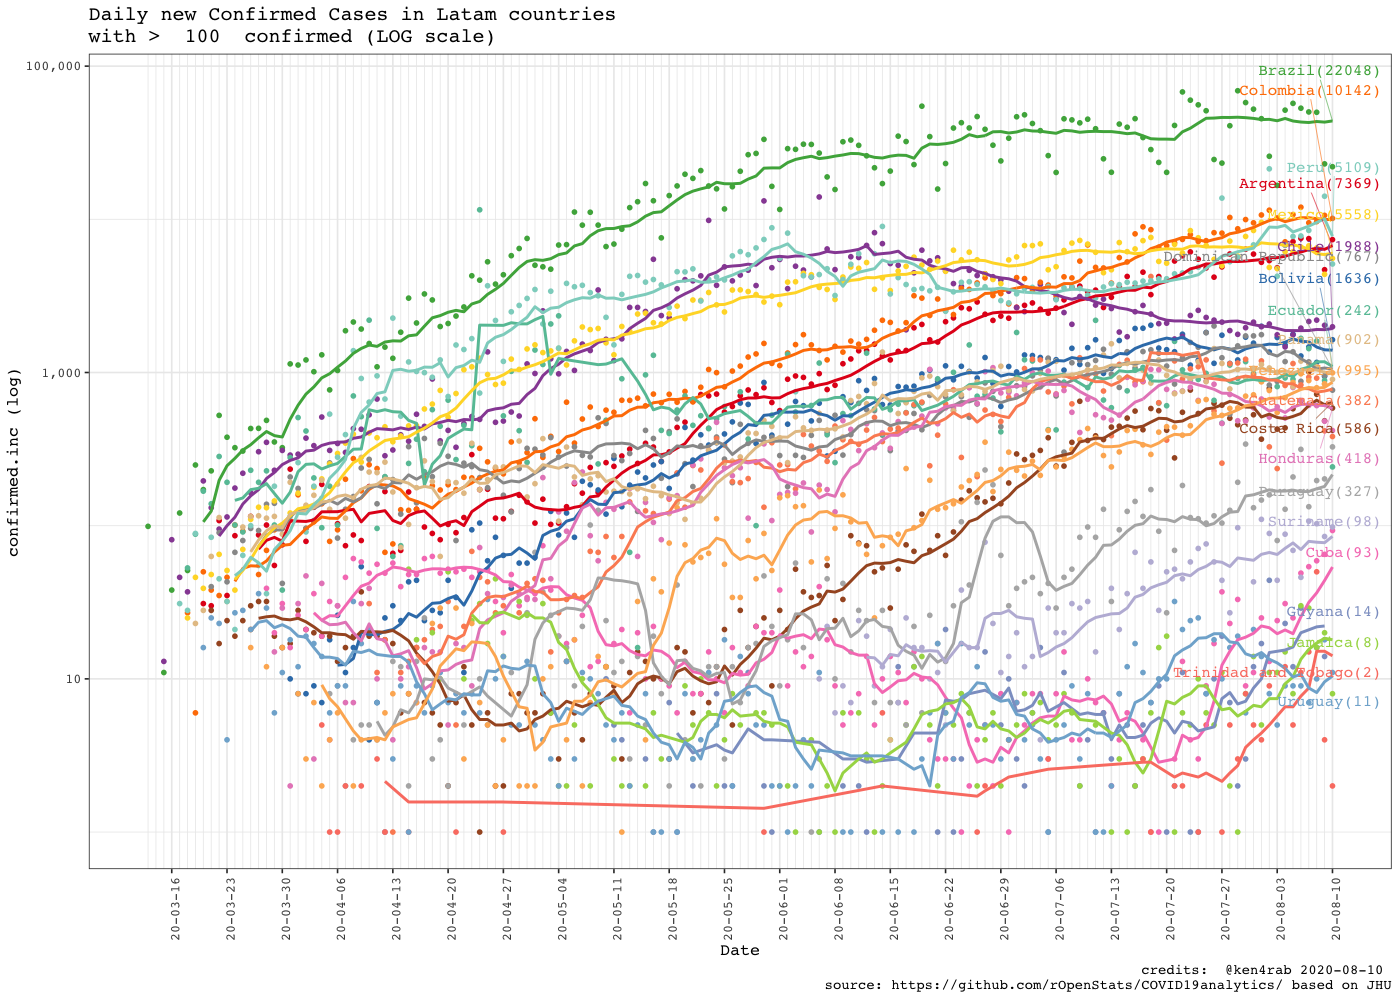 Daily new Confirmed Cases in Latam countries
with >  100  confirmed (LOG scale)
100,000
1,000
10
confirmed.inc (log)
Brazil(22048)
Colombia(10142)
Peru(5109)
Argentina(7369)
Mexico(5558)
Chile(1988)
Dominican Republic(767)
Bolivia(1636)
Ecuador(242)
Panama(902)
Venezuela(995)
Guatemala(382)
Costa Rica(586)
Honduras(418)
Paraguay(327)
Suriname(98)
Cuba(93)
Guyana(14)
Jamaica(8)
Trinidad and Tobago(2)
Uruguay(11)
20-03-16
20-03-23
20-03-30
20-04-06
20-04-13
20-04-20
20-04-27
20-05-04
20-05-11
20-05-18
20-05-25
20-06-01
20-06-08
20-06-15
20-06-22
20-06-29
20-07-06
20-07-13
20-07-20
20-07-27
20-08-03
20-08-10
Date
credits:  @ken4rab 2020-08-10
source: https://github.com/rOpenStats/COVID19analytics/ based on JHU